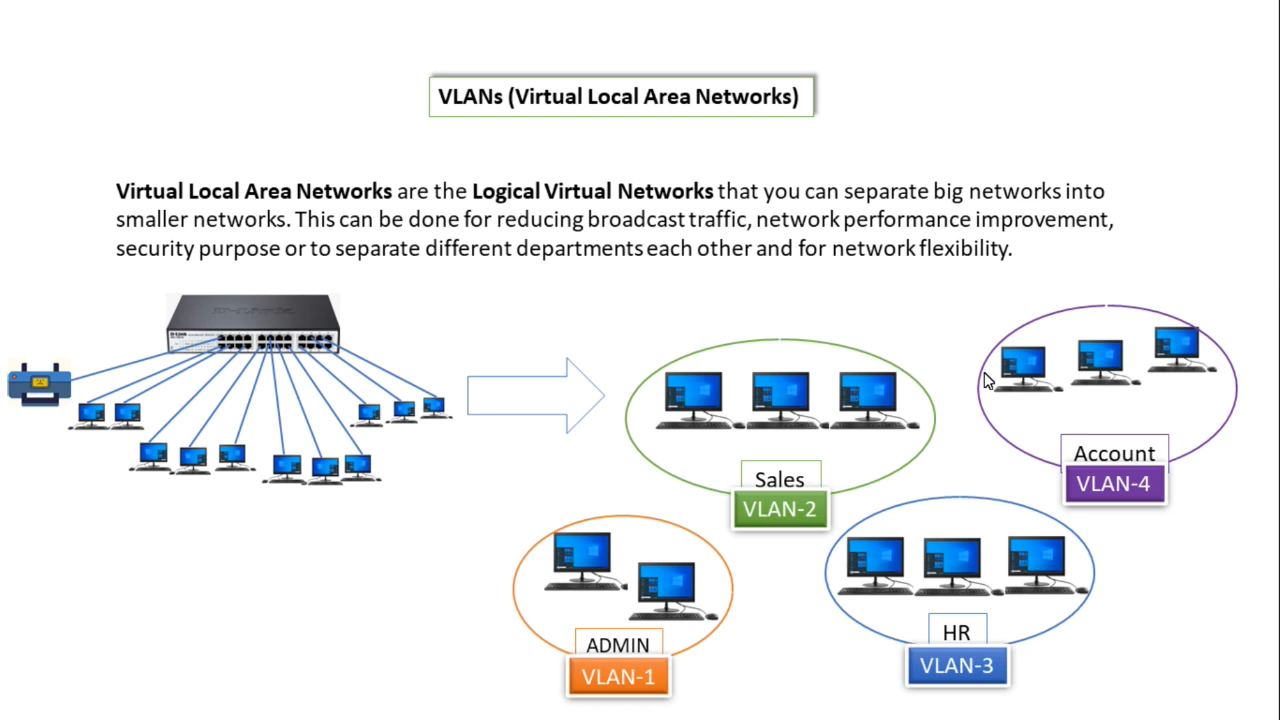 VLANs (Virtual Local Area Networks)
Virtual Local Area Networks are the Logical Virtual Networks that you can separate big networks into
smaller networks. This can be done for reducing broadcast traffic, network performance improvement,
security purpose or to separate different departments each other and for network flexibility.
D-Link
Sales
VLAN-2
Account
VLAN-4
ADMIN
VLAN-1
HR
VLAN-3